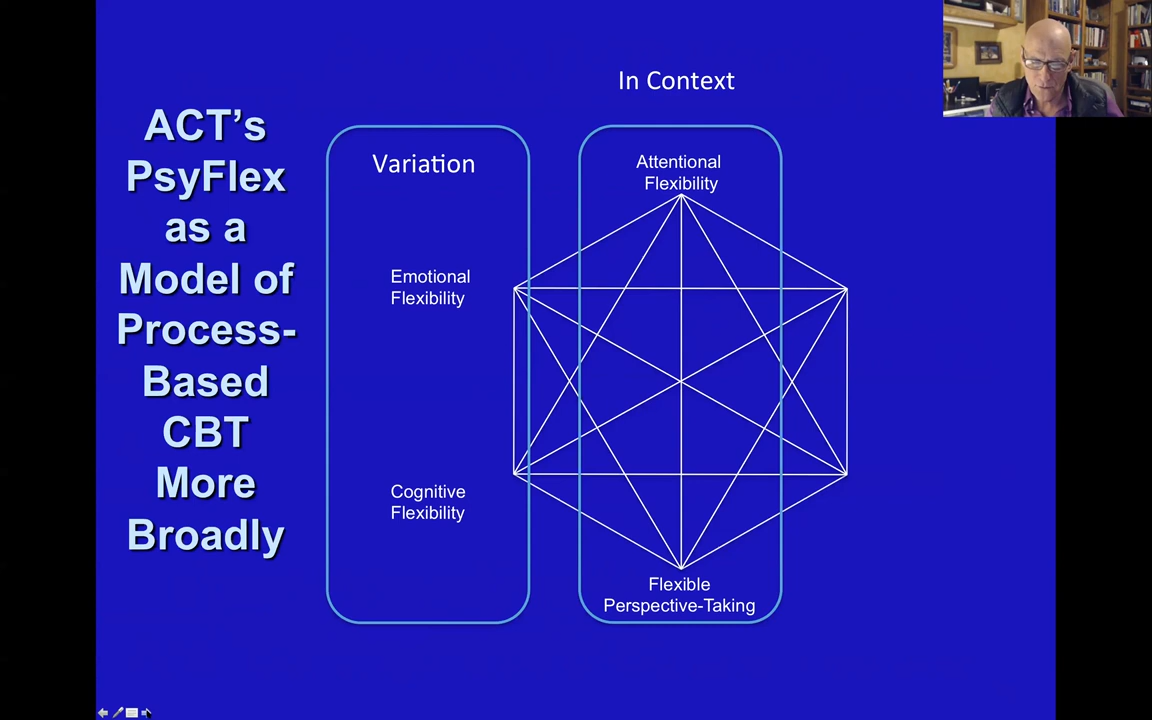 ACT’s
PsyFlex
as a
Model of
Process-
Based
CBT
More
Broadly
In Context
Variation
Attentional
Flexibility
Emotional
Flexibility
Cognitive
Flexibility
Flexible
Perspective-Taking